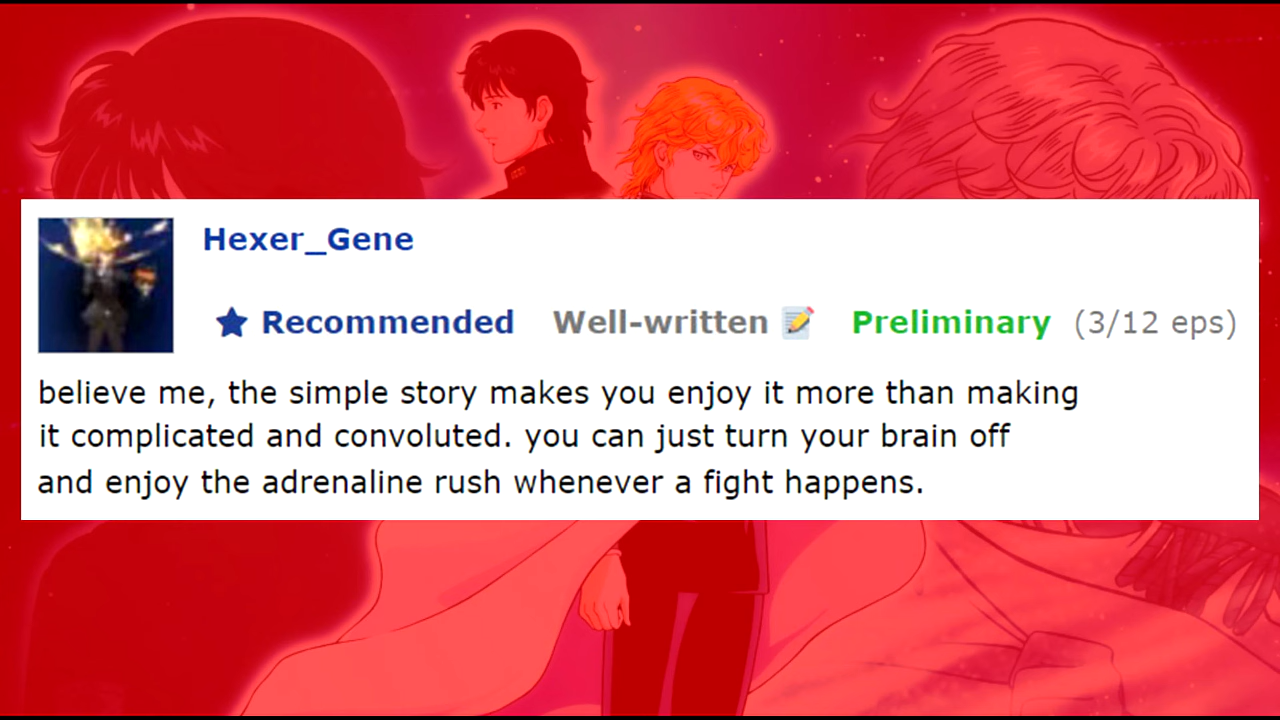 Hexer_Gene
Recommended Well-written Preliminary (3/12 eps)
believe me, the simple story makes you enjoy it more than making
it complicated and convoluted. you can just turn your brain off
and enjoy the adrenaline rush whenever a fight happens.